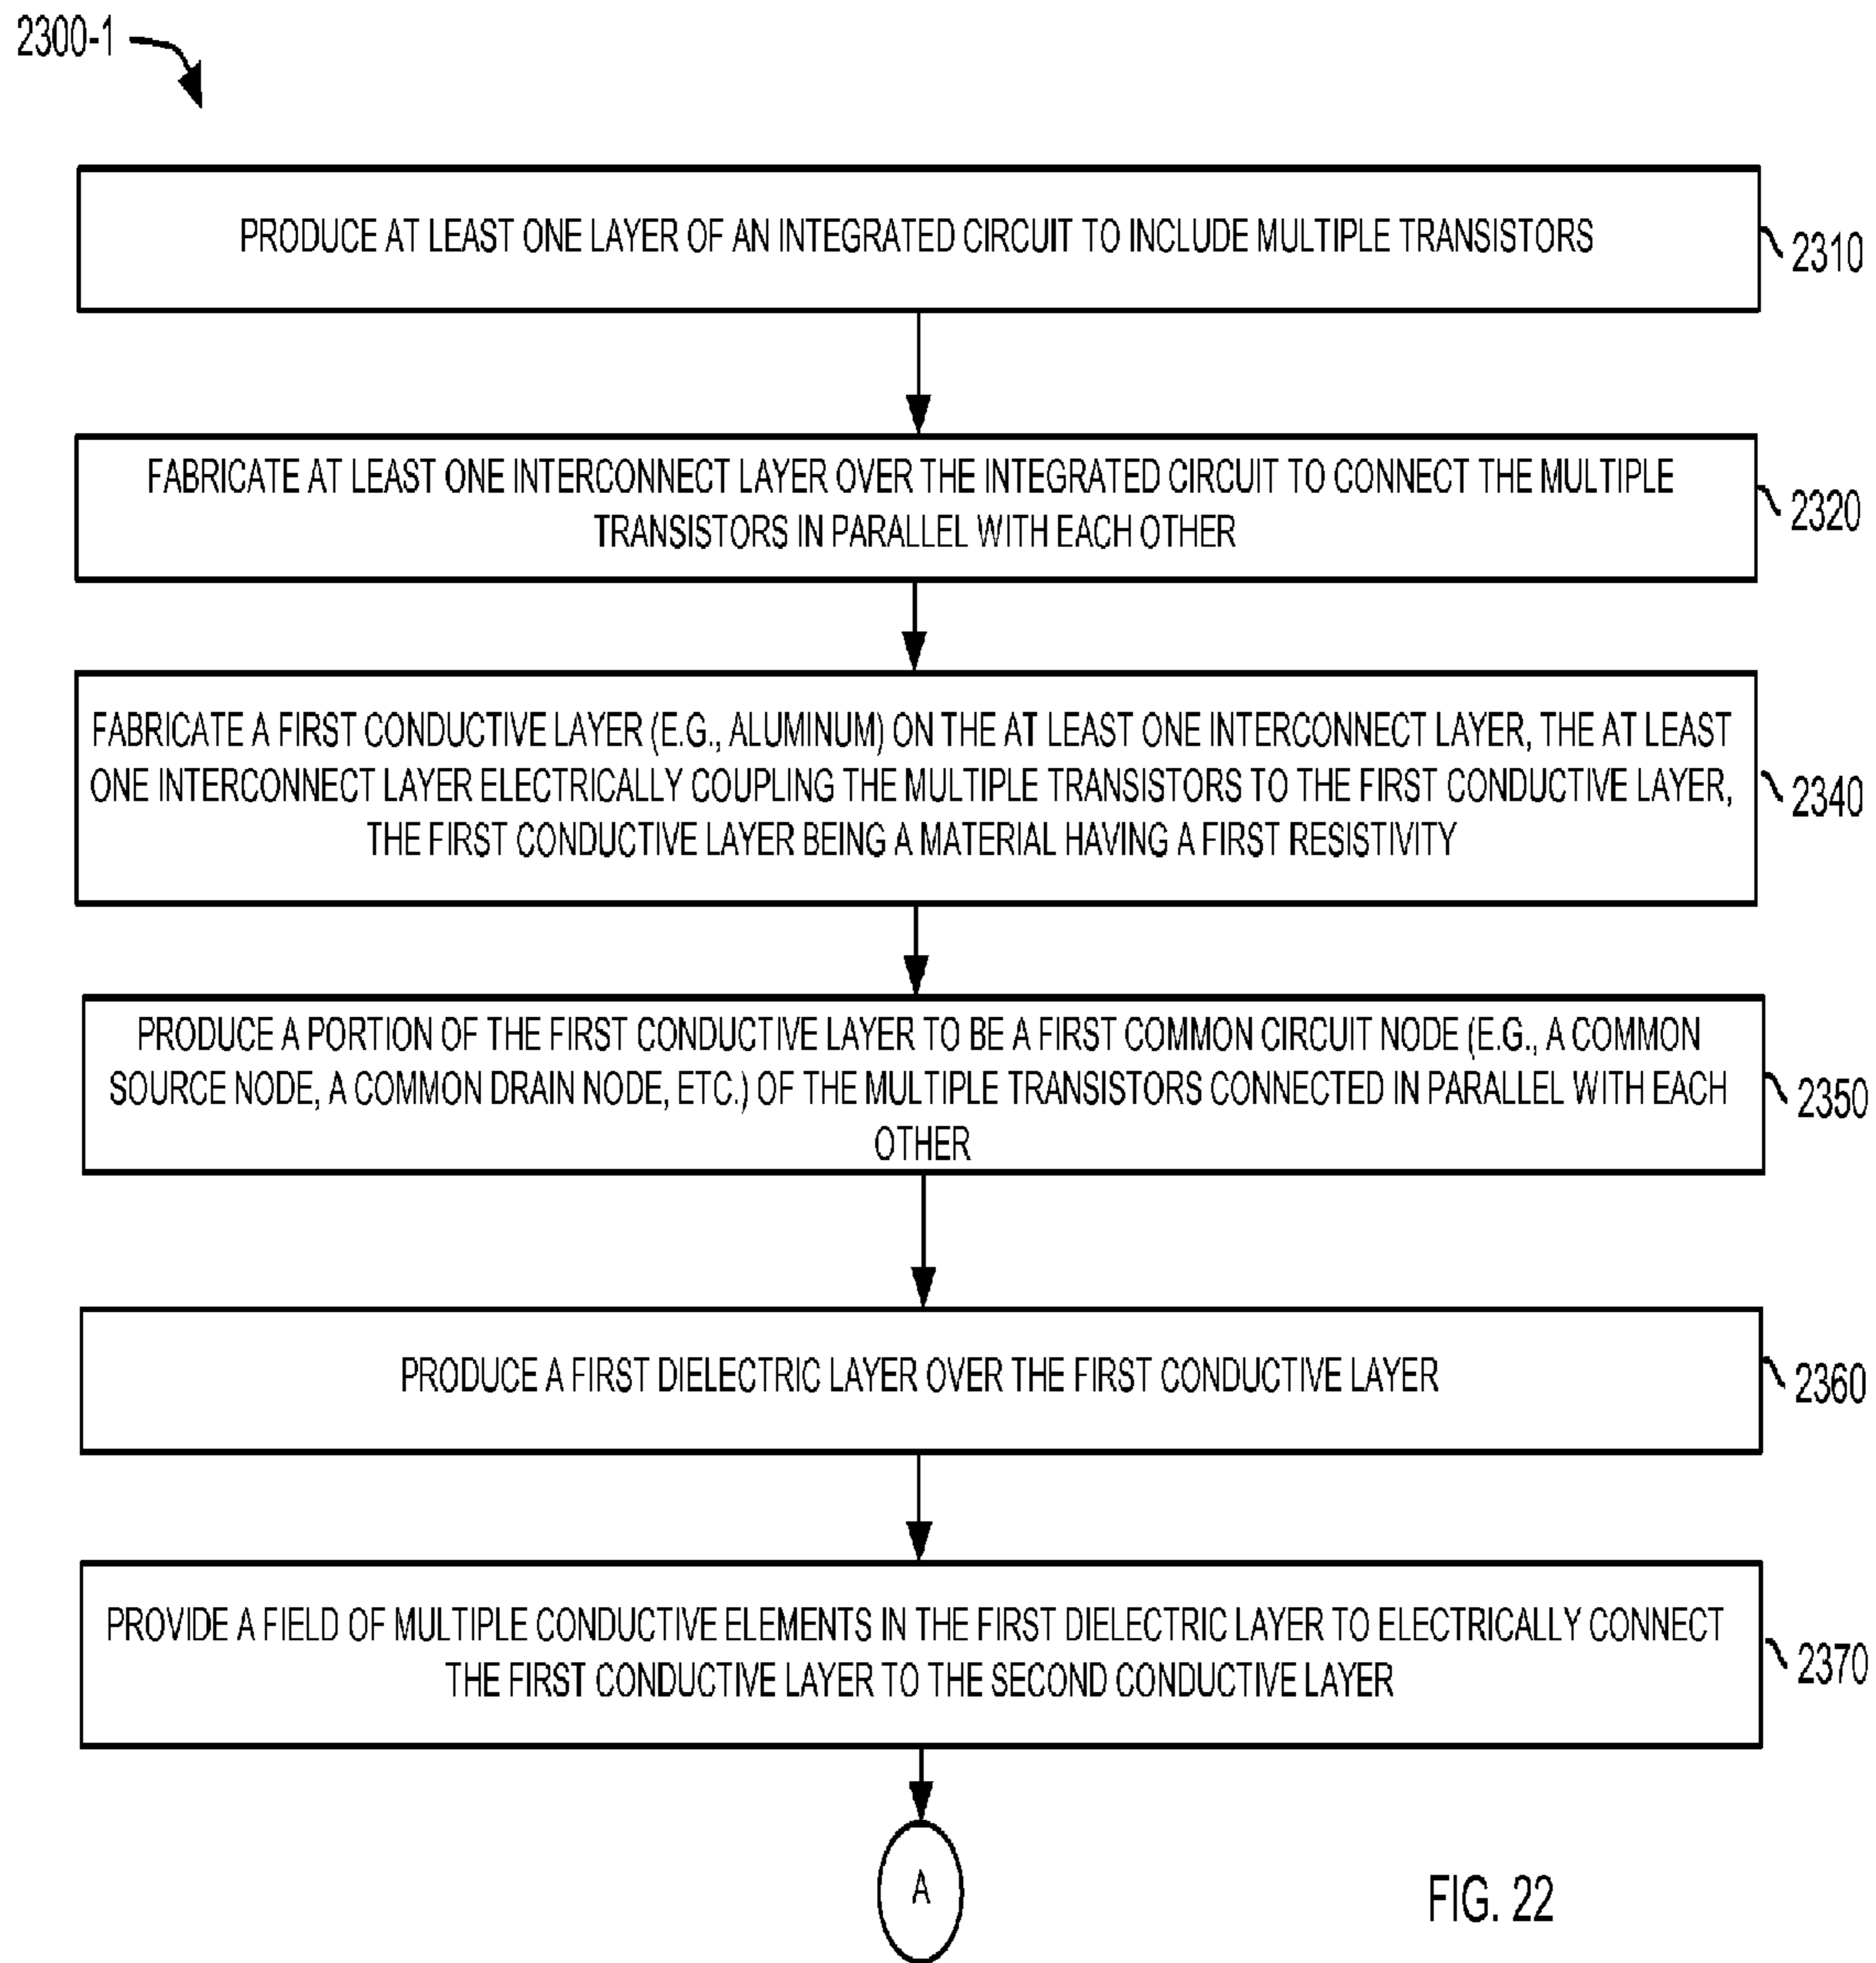 2300-1
PRODUCE AT LEAST ONE LAYER OF AN INTEGRATED CIRCUIT TO INCLUDE MULTIPLE TRANSISTORS
2310
FABRICATE AT LEAST ONE INTERCONNECT LAYER OVER THE INTEGRATED CIRCUIT TO CONNECT THE MULTIPLE
TRANSISTORS IN PARALLEL WITH EACH OTHER
2320
FABRICATE A FIRST CONDUCTIVE LAYER (E.G., ALUMINUM) ON THE AT LEAST ONE INTERCONNECT LAYER, THE AT LEAST
ONE INTERCONNECT LAYER ELECTRICALLY COUPLING THE MULTIPLE TRANSISTORS TO THE FIRST CONDUCTIVE LAYER,
THE FIRST CONDUCTIVE LAYER BEING A MATERIAL HAVING A FIRST RESISTIVITY
2340
PRODUCE A PORTION OF THE FIRST CONDUCTIVE LAYER TO BE A FIRST COMMON CIRCUIT NODE (E.G., A COMMON
SOURCE NODE, A COMMON DRAIN NODE, ETC.) OF THE MULTIPLE TRANSISTORS CONNECTED IN PARALLEL WITH EACH
OTHER
2350
PRODUCE A FIRST DIELECTRIC LAYER OVER THE FIRST CONDUCTIVE LAYER
2360
PROVIDE A FIELD OF MULTIPLE CONDUCTIVE ELEMENTS IN THE FIRST DIELECTRIC LAYER TO ELECTRICALLY CONNECT
THE FIRST CONDUCTIVE LAYER TO THE SECOND CONDUCTIVE LAYER
2370
A
FIG. 22